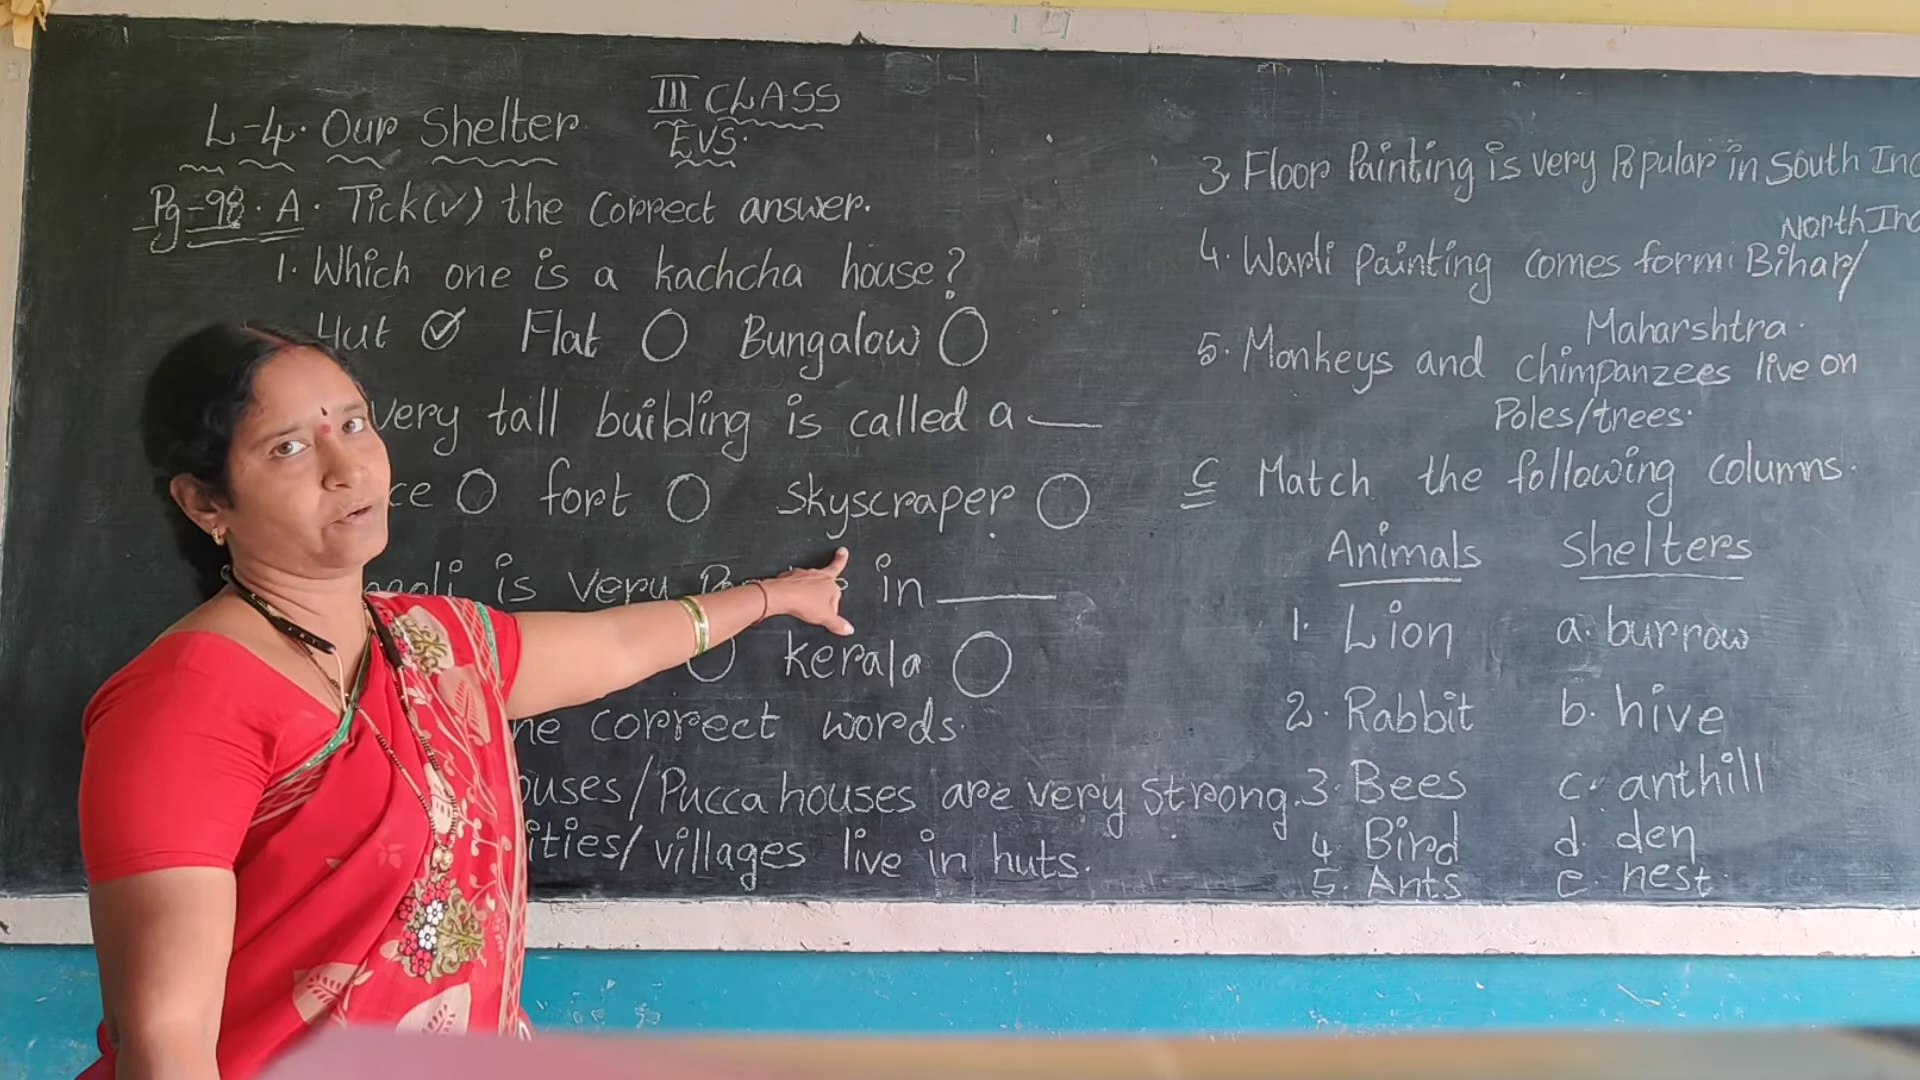 L-4. Our Shelter
III CLASS
EVS.
Pg-98. A. Tick(✓) the correct answer.
1. Which one is a kachcha house?
Hut ✓ Flat ◯ Bungalow ◯
very tall building is called a ___
ce ◯ fort ◯ Skyscraper ◯
is very in ___
◯ kerala ◯
correct words.
ouses/Pucca houses are very strong.
ities/villages live in huts.
3. Floor Painting is very Popular in South Ind
North Ind
4. Warli painting comes form: Bihar/
Maharshtra.
5. Monkeys and chimpanzees live on
Poles/trees.
C Match the following columns.
Animals Shelters
1. Lion a. burrow
2. Rabbit b. hive
3. Bees c. anthill
4. Bird d. den
5. Ants e. nest.